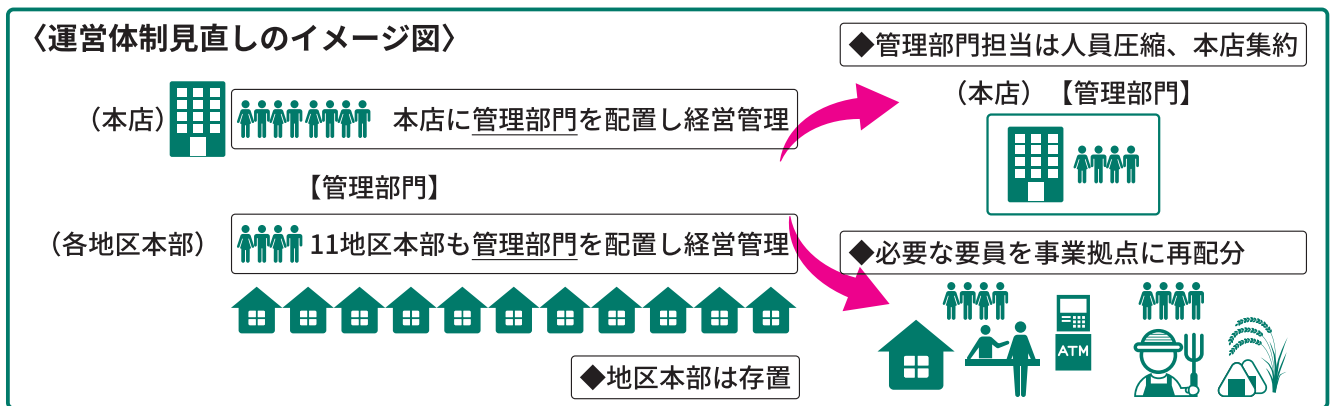 〈運営体制見直しのイメージ図〉
（本店）
本店に管理部門を配置し経営管理
【管理部門】
（各地区本部）
11地区本部も管理部門を配置し経営管理
◆地区本部は存置
◆管理部門担当は人員圧縮、本店集約
（本店）【管理部門】
◆必要な要員を事業拠点に再配分
ATM